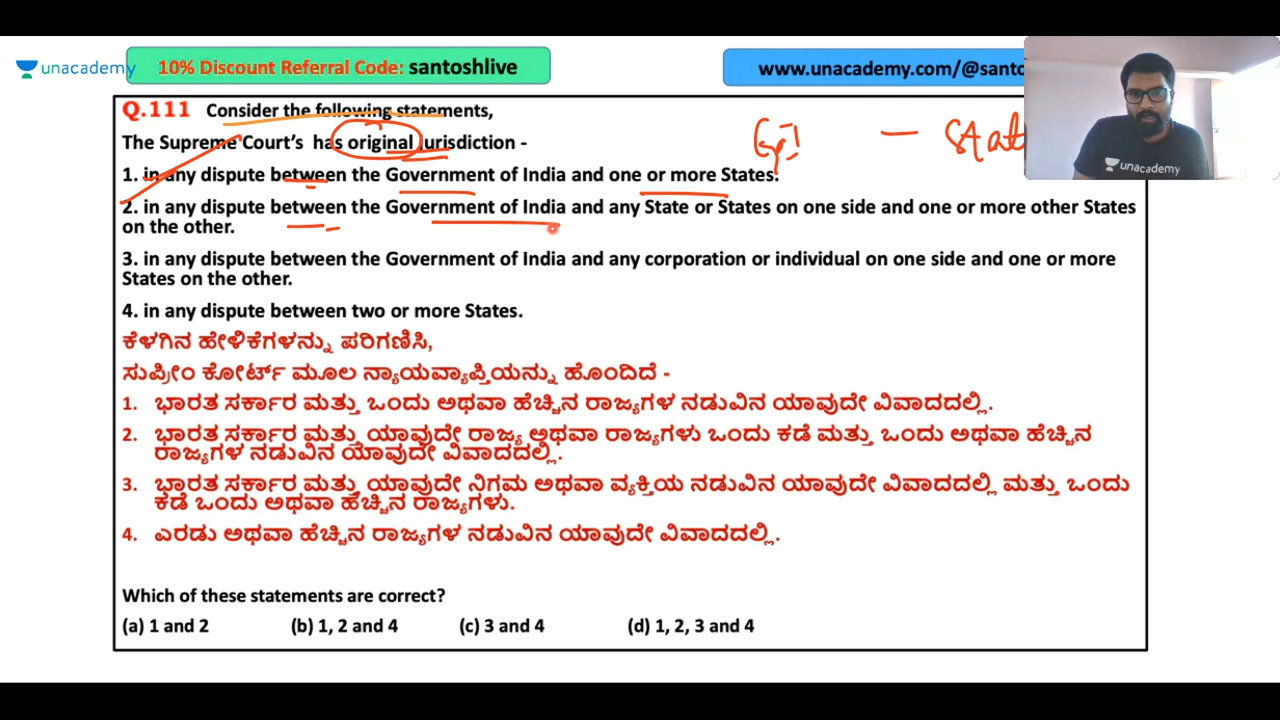 unacademy
10% Discount Referral Code: santoshlive
www.unacademy.com/@santo
Q.111 Consider the following statements,
The Supreme Court's has original Jurisdiction -
1. in any dispute between the Government of India and one or more States.
2. in any dispute between the Government of India and any State or States on one side and one or more other States
on the other.
3. in any dispute between the Government of India and any corporation or individual on one side and one or more
States on the other.
4. in any dispute between two or more States.
ಕೆಳಗಿನ ಹೇಳಿಕೆಗಳನ್ನು ಪರಿಗಣಿಸಿ,
ಸುಪ್ರೀಂ ಕೋರ್ಟ್ ಮೂಲ ನ್ಯಾಯವ್ಯಾಪ್ತಿಯನ್ನು ಹೊಂದಿದೆ -
1. ಭಾರತ ಸರ್ಕಾರ ಮತ್ತು ಒಂದು ಅಥವಾ ಹೆಚ್ಚಿನ ರಾಜ್ಯಗಳ ನಡುವಿನ ಯಾವುದೇ ವಿವಾದದಲ್ಲಿ.
2. ಭಾರತ ಸರ್ಕಾರ ಮತ್ತು ಯಾವುದೇ ರಾಜ್ಯ ಅಥವಾ ರಾಜ್ಯಗಳು ಒಂದು ಕಡೆ ಮತ್ತು ಒಂದು ಅಥವಾ ಹೆಚ್ಚಿನ
ರಾಜ್ಯಗಳ ನಡುವಿನ ಯಾವುದೇ ವಿವಾದದಲ್ಲಿ.
3. ಭಾರತ ಸರ್ಕಾರ ಮತ್ತು ಯಾವುದೇ ನಿಗಮ ಅಥವಾ ವ್ಯಕ್ತಿಯ ನಡುವಿನ ಯಾವುದೇ ವಿವಾದದಲ್ಲಿ ಮತ್ತು ಒಂದು
ಕಡೆ ಒಂದು ಅಥವಾ ಹೆಚ್ಚಿನ ರಾಜ್ಯಗಳು.
4. ಎರಡು ಅಥವಾ ಹೆಚ್ಚಿನ ರಾಜ್ಯಗಳ ನಡುವಿನ ಯಾವುದೇ ವಿವಾದದಲ್ಲಿ.
Which of these statements are correct?
(a) 1 and 2 (b) 1, 2 and 4 (c) 3 and 4 (d) 1, 2, 3 and 4
— Stat
unacademy